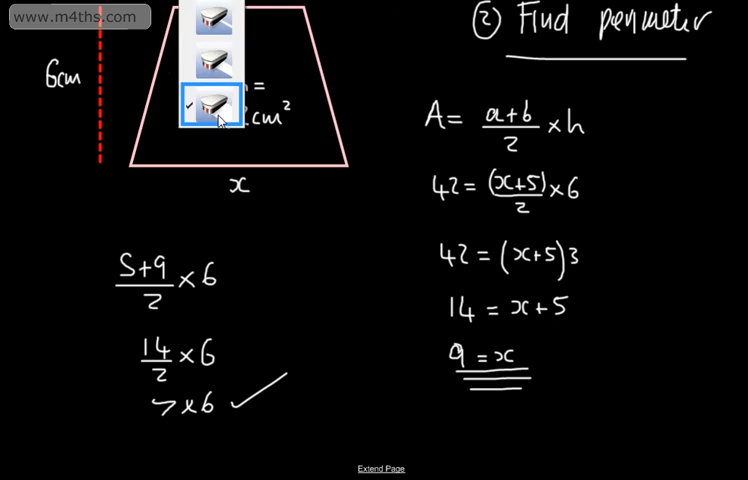 www.m4ths.com
② Find perimeter
6cm
=
cm²
x
A = a+b/2 × h
42 = (x+5)/2 × 6
42 = (x+5)3
14 = x+5
9 = x
5+9/2 × 6
14/2 × 6
7×6 ✓
Extend Page